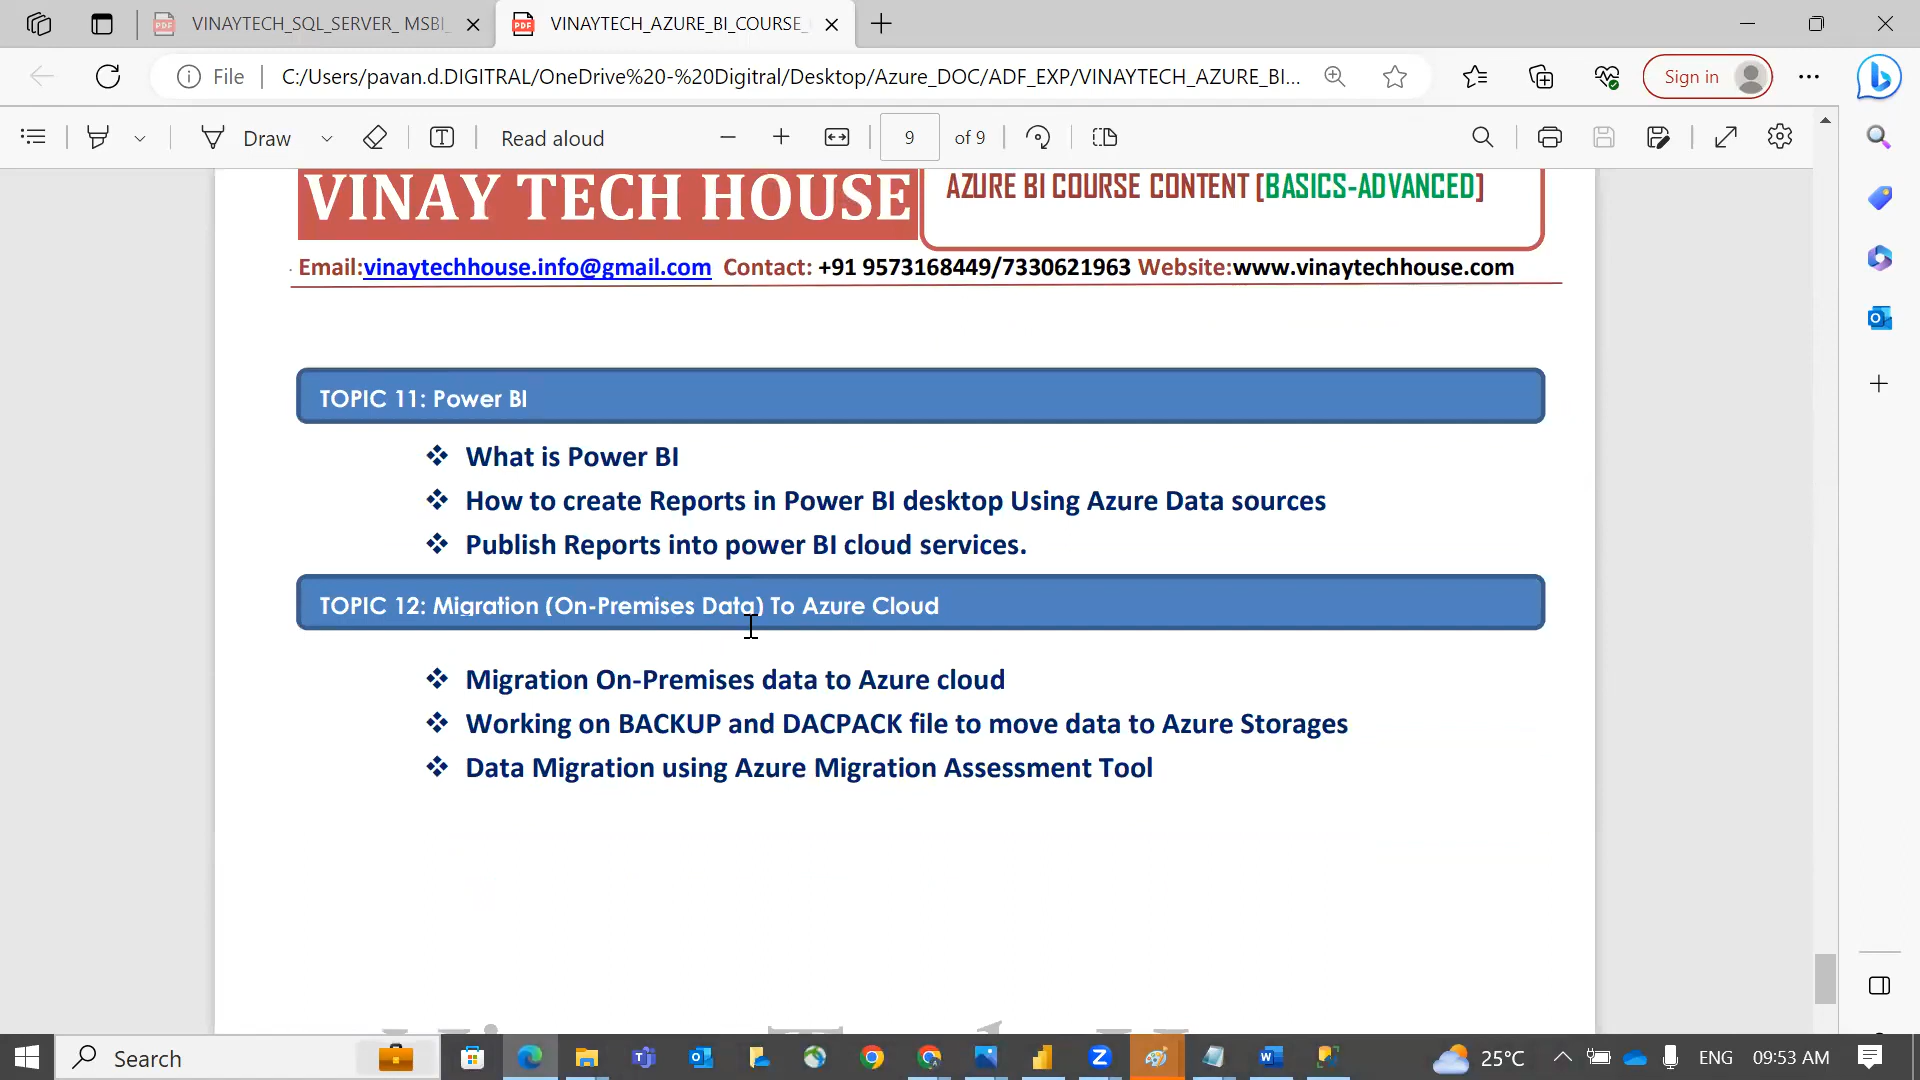 VINAYTECH_SQL_SERVER_ MSBI_
VINAYTECH_AZURE_BI_COURSE_
File
C:/Users/pavan.d.DIGITRAL/OneDrive%20-%20Digitral/Desktop/Azure_DOC/ADF_EXP/VINAYTECH_AZURE_BI...
Sign in
Draw
Read aloud
9 of 9
VINAY TECH HOUSE
AZURE BI COURSE CONTENT [BASICS-ADVANCED]
Email:vinaytechhouse.info@gmail.com Contact: +91 9573168449/7330621963 Website:www.vinaytechhouse.com
TOPIC 11: Power BI
What is Power BI
How to create Reports in Power BI desktop Using Azure Data sources
Publish Reports into power BI cloud services.
TOPIC 12: Migration (On-Premises Data) To Azure Cloud
Migration On-Premises data to Azure cloud
Working on BACKUP and DACPACK file to move data to Azure Storages
Data Migration using Azure Migration Assessment Tool
Search
25°C
ENG
09:53 AM